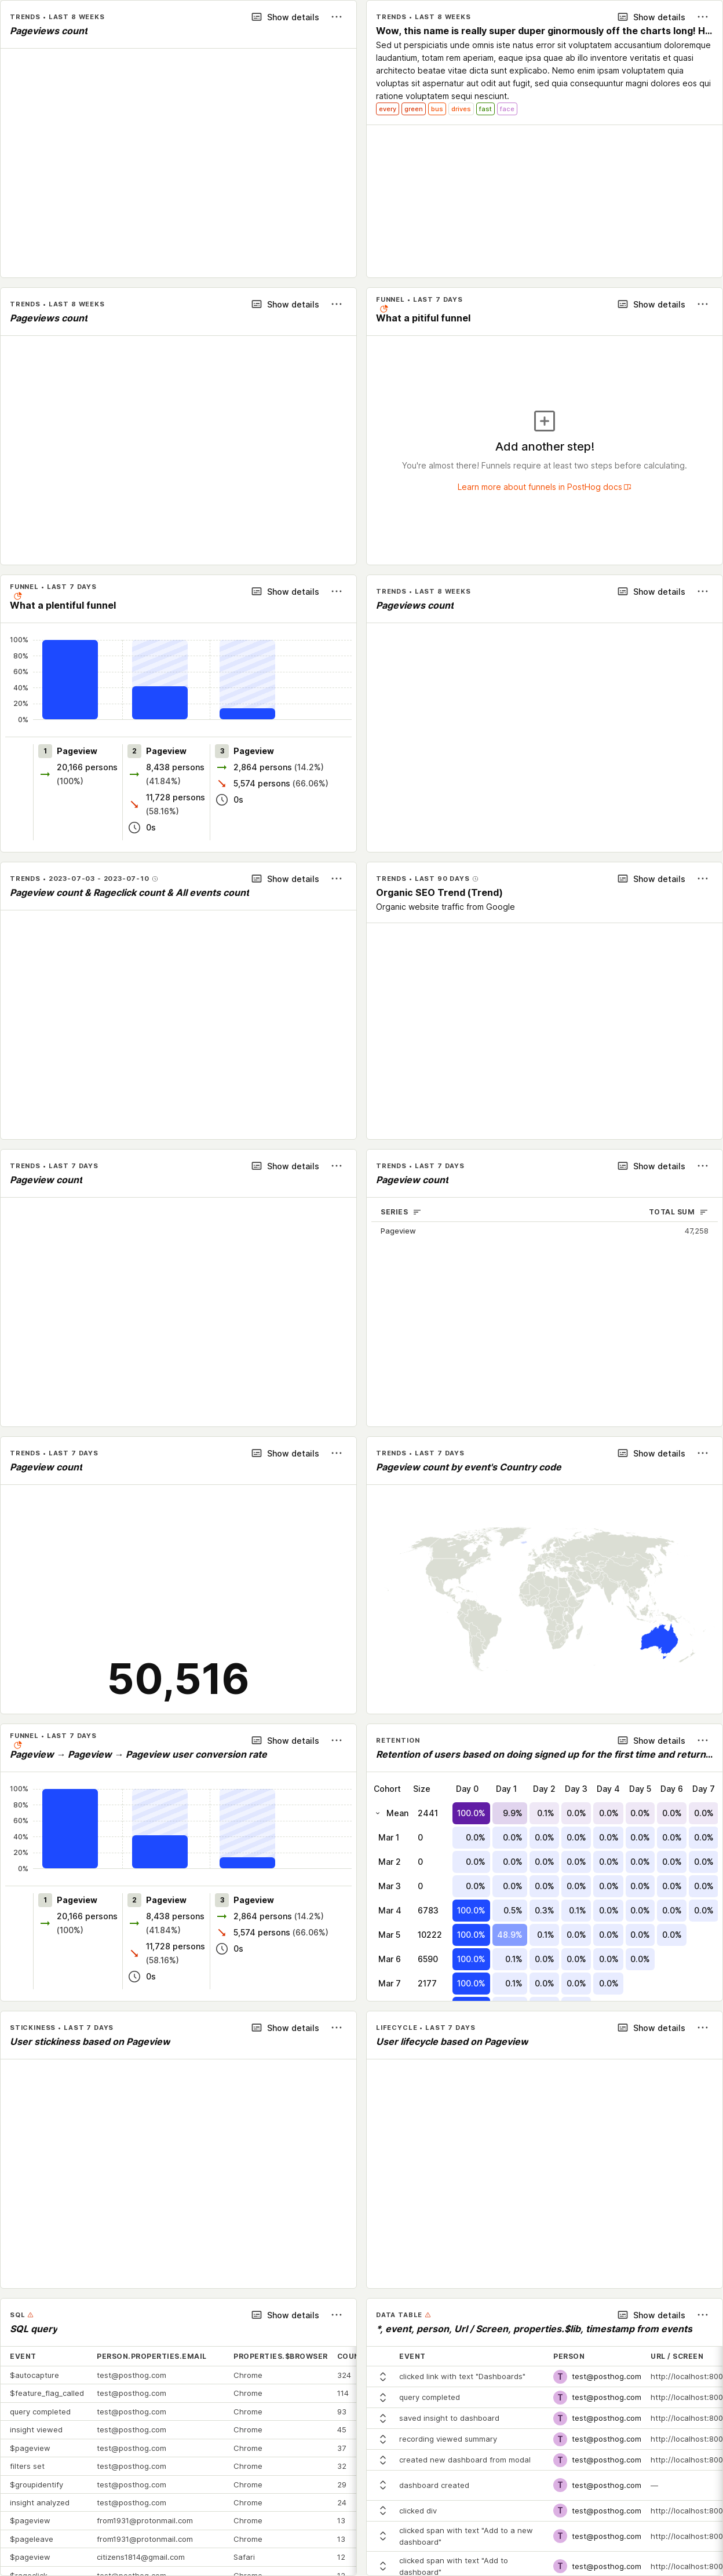 TRENDS • LAST 8 WEEKS
Show details
Pageviews count
TRENDS • LAST 8 WEEKS
Show details
Wow, this name is really super duper ginormously off the charts long! H...
Sed ut perspiciatis unde omnis iste natus error sit voluptatem accusantium doloremque
laudantium, totam rem aperiam, eaque ipsa quae ab illo inventore veritatis et quasi
architecto beatae vitae dicta sunt explicabo. Nemo enim ipsam voluptatem quia
voluptas sit aspernatur aut odit aut fugit, sed quia consequuntur magni dolores eos qui
ratione voluptatem sequi nesciunt.
every green bus drives fast face
TRENDS • LAST 8 WEEKS
Show details
Pageviews count
FUNNEL • LAST 7 DAYS
Show details
What a pitiful funnel
Add another step!
You're almost there! Funnels require at least two steps before calculating.
Learn more about funnels in PostHog docs
FUNNEL • LAST 7 DAYS
Show details
What a plentiful funnel
100%
80%
60%
40%
20%
0%
1 Pageview
20,166 persons
(100%)
2 Pageview
8,438 persons
(41.84%)
11,728 persons
(58.16%)
0s
3 Pageview
2,864 persons (14.2%)
5,574 persons (66.06%)
0s
TRENDS • LAST 8 WEEKS
Show details
Pageviews count
TRENDS • 2023-07-03 - 2023-07-10
Show details
Pageview count & Rageclick count & All events count
TRENDS • LAST 90 DAYS
Show details
Organic SEO Trend (Trend)
Organic website traffic from Google
TRENDS • LAST 7 DAYS
Show details
Pageview count
TRENDS • LAST 7 DAYS
Show details
Pageview count
SERIES TOTAL SUM
Pageview 47,258
TRENDS • LAST 7 DAYS
Show details
Pageview count
50,516
TRENDS • LAST 7 DAYS
Show details
Pageview count by event's Country code
FUNNEL • LAST 7 DAYS
Show details
Pageview → Pageview → Pageview user conversion rate
100%
80%
60%
40%
20%
0%
1 Pageview
20,166 persons
(100%)
2 Pageview
8,438 persons
(41.84%)
11,728 persons
(58.16%)
0s
3 Pageview
2,864 persons (14.2%)
5,574 persons (66.06%)
0s
RETENTION
Show details
Retention of users based on doing signed up for the first time and return...
Cohort Size Day 0 Day 1 Day 2 Day 3 Day 4 Day 5 Day 6 Day 7
Mean 2441 100.0% 9.9% 0.1% 0.0% 0.0% 0.0% 0.0% 0.0%
Mar 1 0 0.0% 0.0% 0.0% 0.0% 0.0% 0.0% 0.0% 0.0%
Mar 2 0 0.0% 0.0% 0.0% 0.0% 0.0% 0.0% 0.0% 0.0%
Mar 3 0 0.0% 0.0% 0.0% 0.0% 0.0% 0.0% 0.0% 0.0%
Mar 4 6783 100.0% 0.5% 0.3% 0.1% 0.0% 0.0% 0.0% 0.0%
Mar 5 10222 100.0% 48.9% 0.1% 0.0% 0.0% 0.0% 0.0%
Mar 6 6590 100.0% 0.1% 0.0% 0.0% 0.0% 0.0%
Mar 7 2177 100.0% 0.1% 0.0% 0.0% 0.0%
STICKINESS • LAST 7 DAYS
Show details
User stickiness based on Pageview
LIFECYCLE • LAST 7 DAYS
Show details
User lifecycle based on Pageview
SQL
Show details
SQL query
EVENT PERSON.PROPERTIES.EMAIL PROPERTIES.$BROWSER COUN
$autocapture test@posthog.com Chrome 324
$feature_flag_called test@posthog.com Chrome 114
query completed test@posthog.com Chrome 93
insight viewed test@posthog.com Chrome 45
$pageview test@posthog.com Chrome 37
filters set test@posthog.com Chrome 32
$groupidentify test@posthog.com Chrome 29
insight analyzed test@posthog.com Chrome 24
$pageview from1931@protonmail.com Chrome 13
$pageleave from1931@protonmail.com Chrome 13
$pageview citizens1814@gmail.com Safari 12
$rageclick test@posthog.com Chrome 12
DATA TABLE
Show details
*, event, person, Url / Screen, properties.$lib, timestamp from events
EVENT PERSON URL / SCREEN
clicked link with text "Dashboards" T test@posthog.com http://localhost:800
query completed T test@posthog.com http://localhost:800
saved insight to dashboard T test@posthog.com http://localhost:800
recording viewed summary T test@posthog.com http://localhost:800
created new dashboard from modal T test@posthog.com http://localhost:800
dashboard created T test@posthog.com —
clicked div T test@posthog.com http://localhost:800
clicked span with text "Add to a new
dashboard" T test@posthog.com http://localhost:800
clicked span with text "Add to
dashboard" T test@posthog.com http://localhost:800